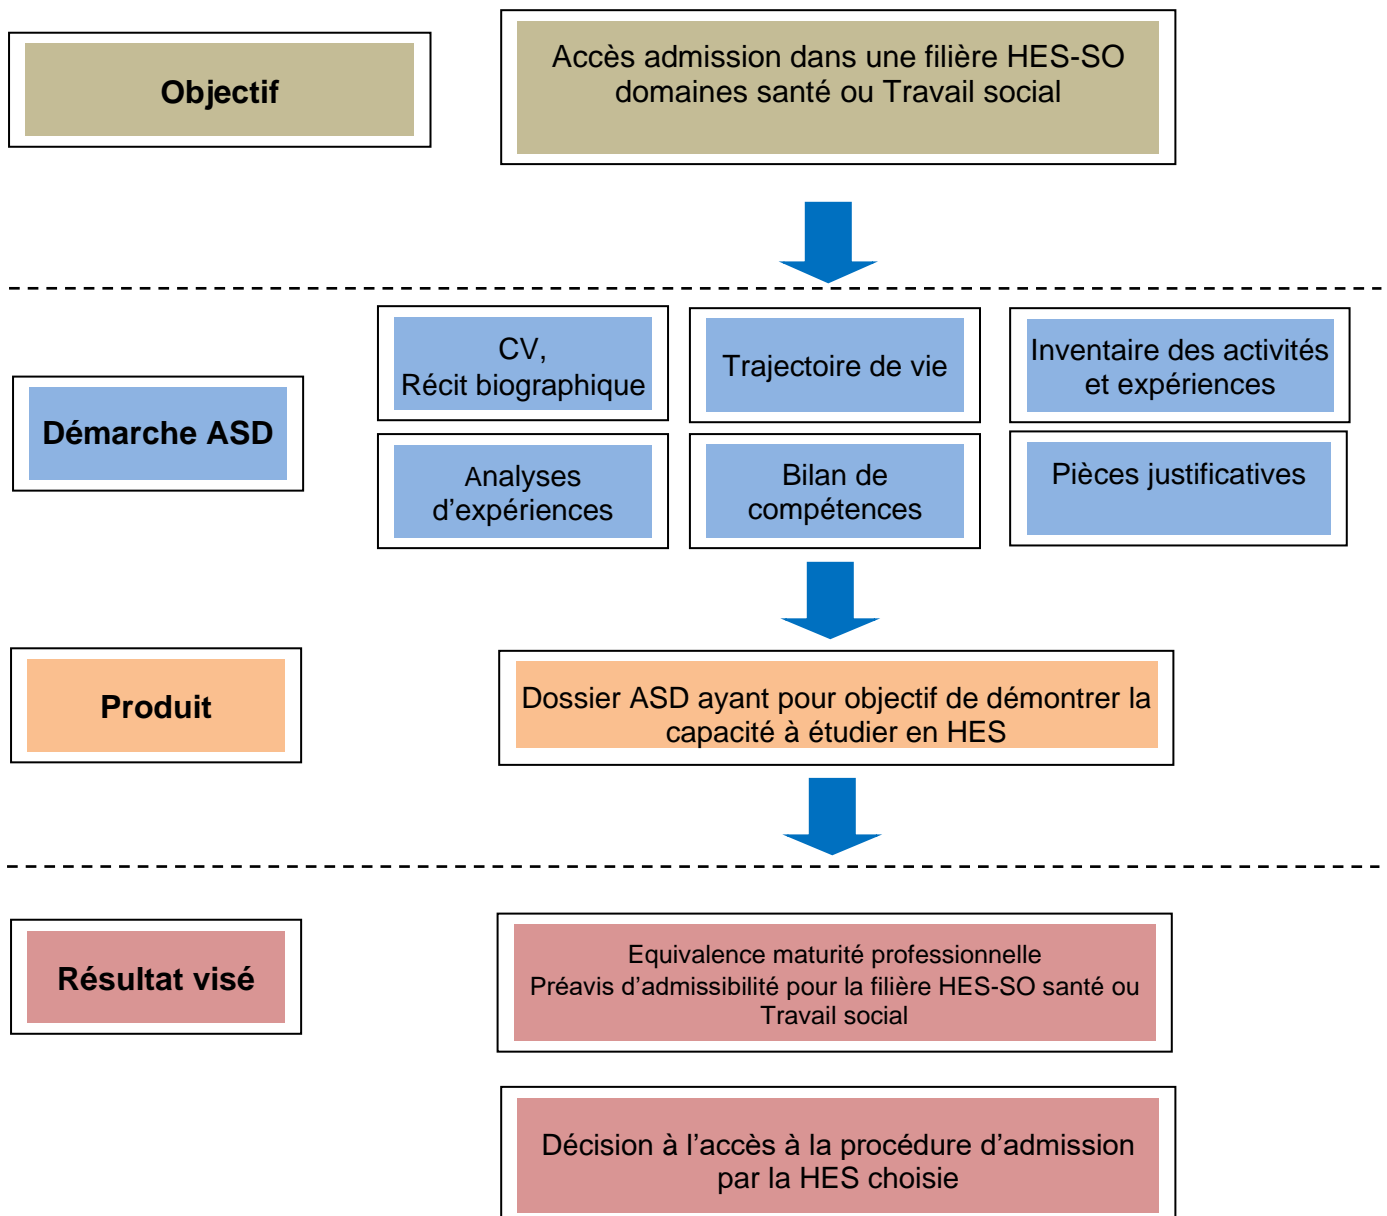 Objectif
Accès admission dans une filière HES-SO
domaines santé ou Travail social
Démarche ASD
CV,
Récit biographique
Trajectoire de vie
Inventaire des activités
et expériences
Analyses
d’expériences
Bilan de
compétences
Pièces justificatives
Produit
Dossier ASD ayant pour objectif de démontrer la
capacité à étudier en HES
Résultat visé
Equivalence maturité professionnelle
Préavis d’admissibilité pour la filière HES-SO santé ou
Travail social
Décision à l’accès à la procédure d’admission
par la HES choisie